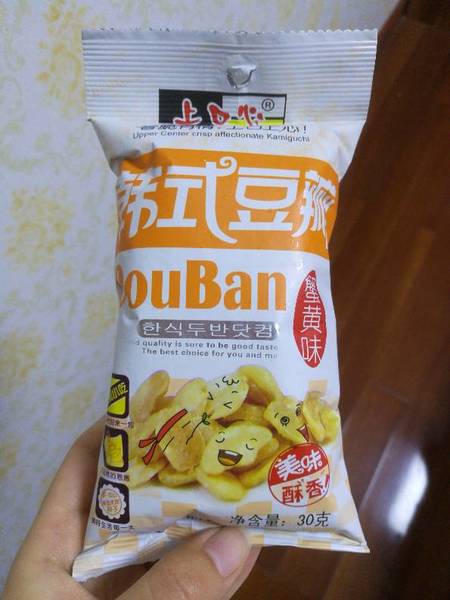 上口心®
Upper Center crisp affectionate Kamiguchi
韩式豆瓣
DouBan
蟹黄味
한식두반닷컴
d quality is sure to be good taste
The best choice for you and me
美味
酥香!
净含量: 30克